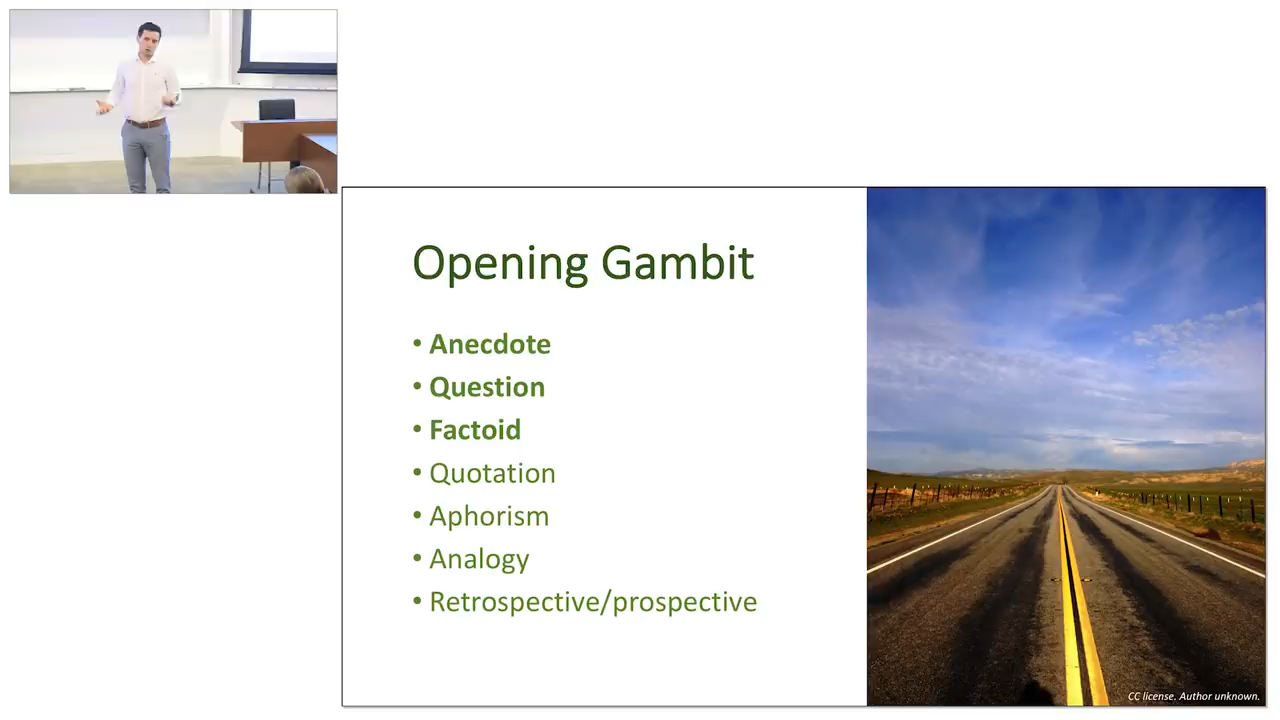 Opening Gambit
• Anecdote
• Question
• Factoid
• Quotation
• Aphorism
• Analogy
• Retrospective/prospective
CC license. Author unknown.